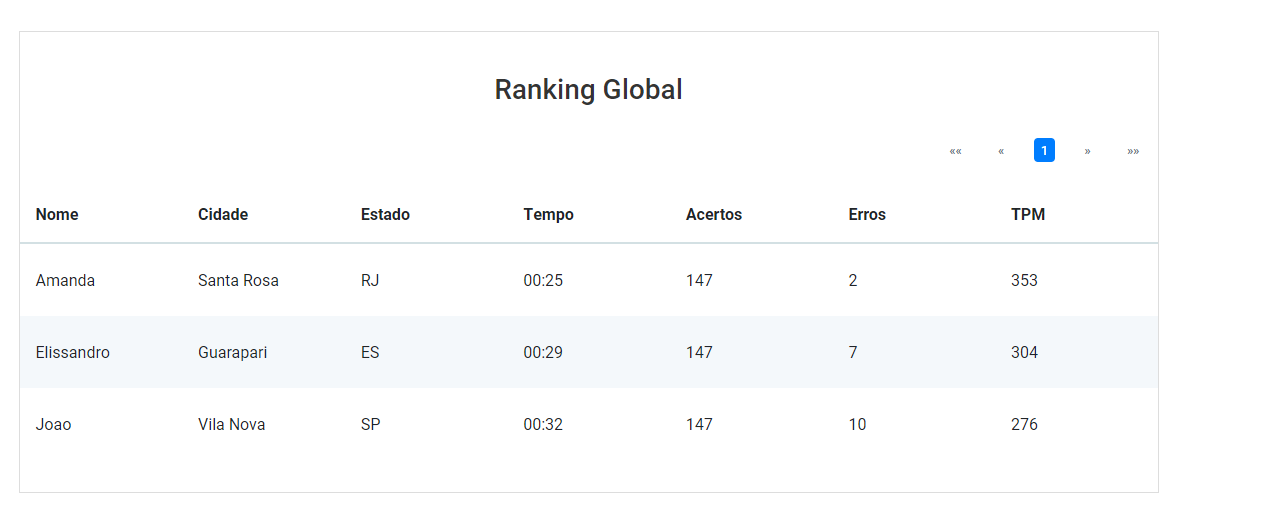 Ranking Global
«« « 1 » »»
Nome Cidade Estado Tempo Acertos Erros TPM
Amanda Santa Rosa RJ 00:25 147 2 353
Elissandro Guarapari ES 00:29 147 7 304
Joao Vila Nova SP 00:32 147 10 276